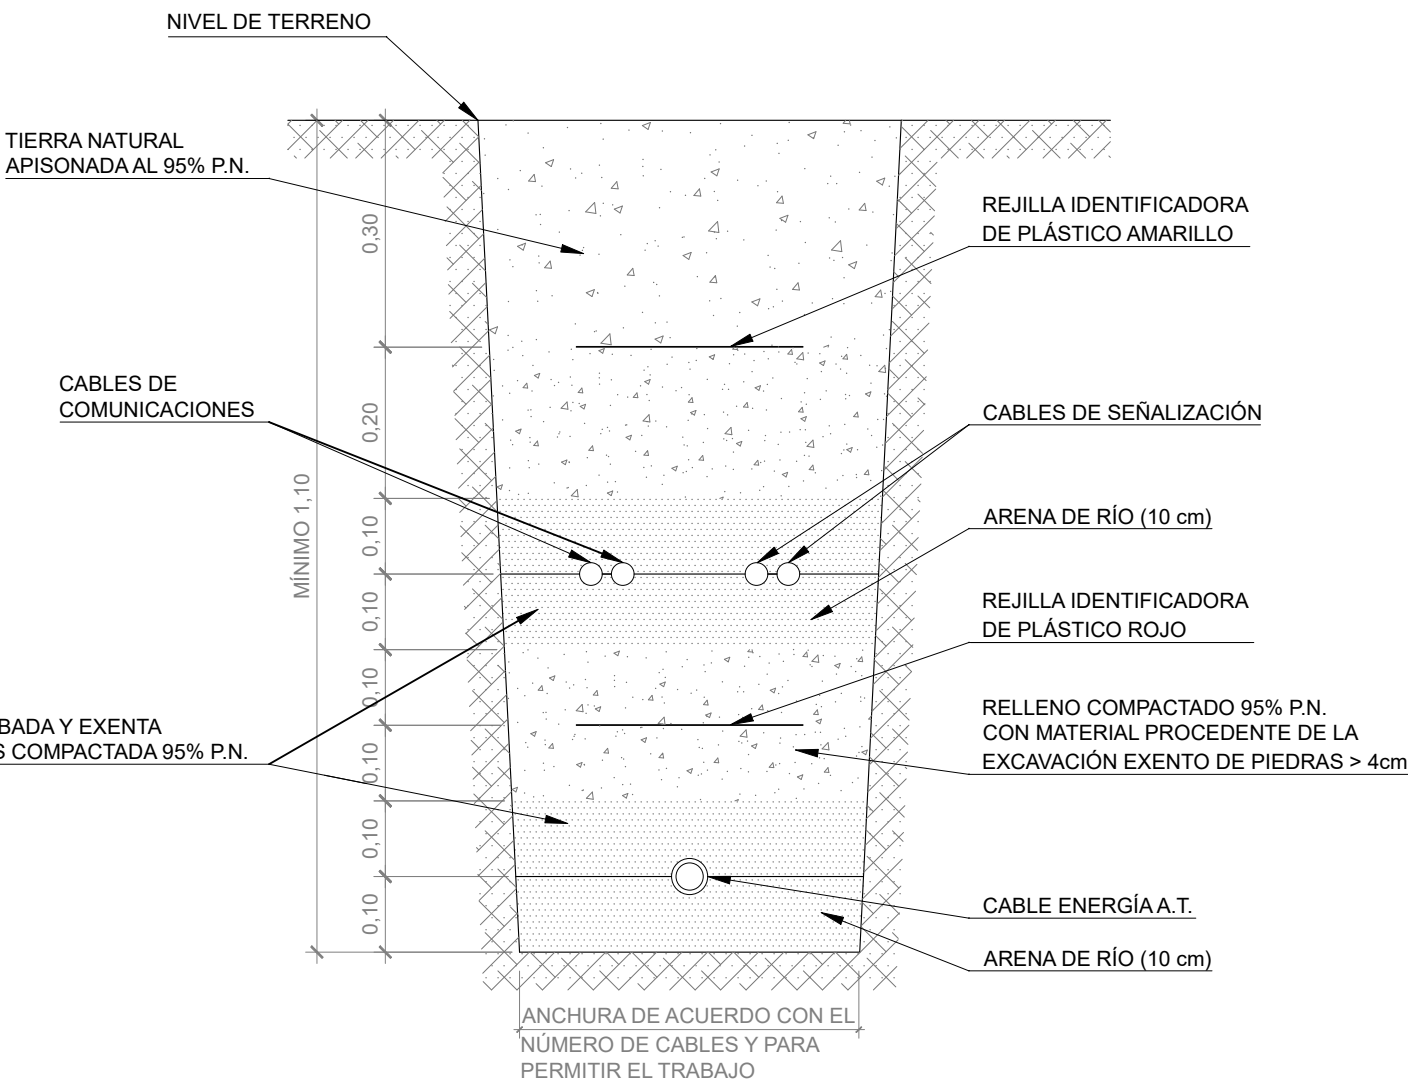 NIVEL DE TERRENO
TIERRA NATURAL
APISONADA AL 95% P.N.
0,30
REJILLA IDENTIFICADORA
DE PLÁSTICO AMARILLO
CABLES DE
COMUNICACIONES
0,20
CABLES DE SEÑALIZACIÓN
MÍNIMO 1,10
0,10
ARENA DE RÍO (10 cm)
0,10
REJILLA IDENTIFICADORA
DE PLÁSTICO ROJO
0,10
BADA Y EXENTA
S COMPACTADA 95% P.N.
RELLENO COMPACTADO 95% P.N.
CON MATERIAL PROCEDENTE DE LA
EXCAVACIÓN EXENTO DE PIEDRAS > 4cm
0,10
0,10
0,10
CABLE ENERGÍA A.T.
ARENA DE RÍO (10 cm)
ANCHURA DE ACUERDO CON EL
NÚMERO DE CABLES Y PARA
PERMITIR EL TRABAJO